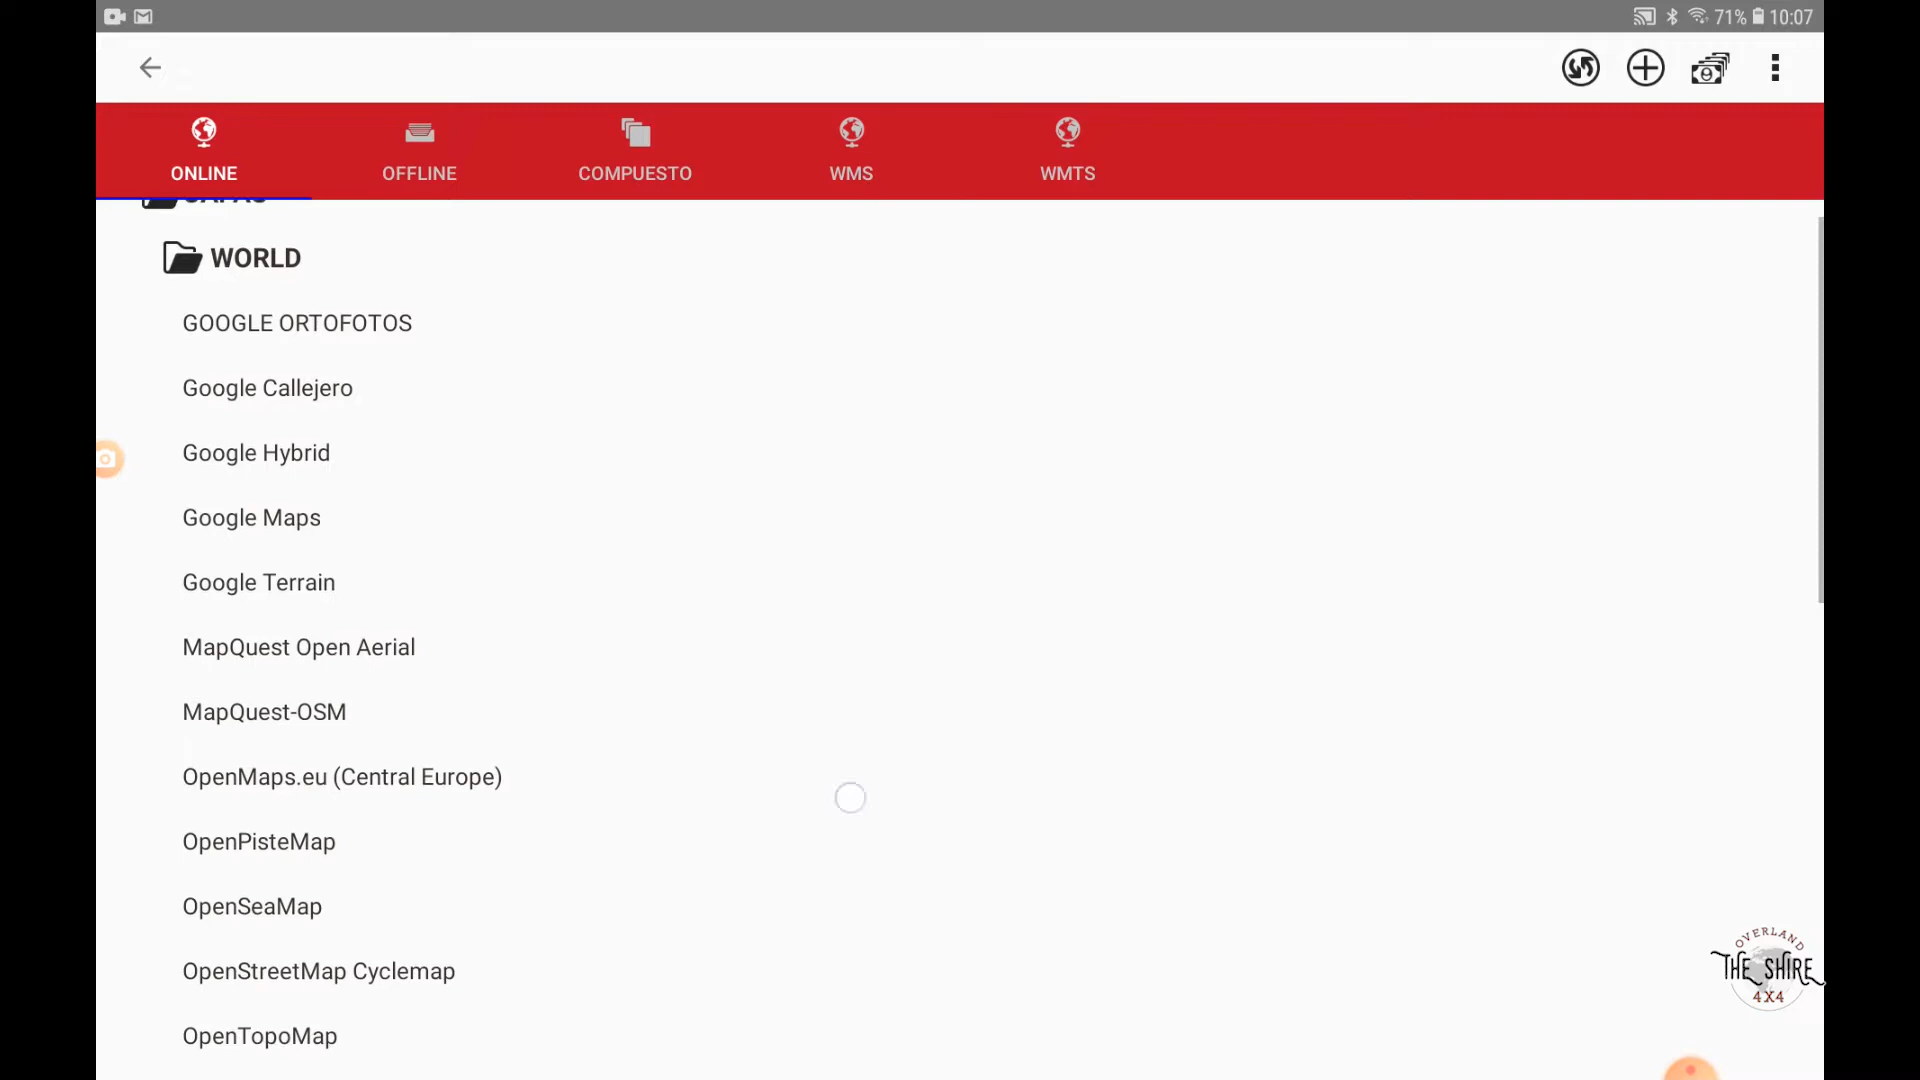 71% 10:07
ONLINE OFFLINE COMPUESTO WMS WMTS
WORLD
GOOGLE ORTOFOTOS
Google Callejero
Google Hybrid
Google Maps
Google Terrain
MapQuest Open Aerial
MapQuest-OSM
OpenMaps.eu (Central Europe)
OpenPisteMap
OpenSeaMap
OpenStreetMap Cyclemap
OpenTopoMap
OVERLAND
THE SHIRE
4X4